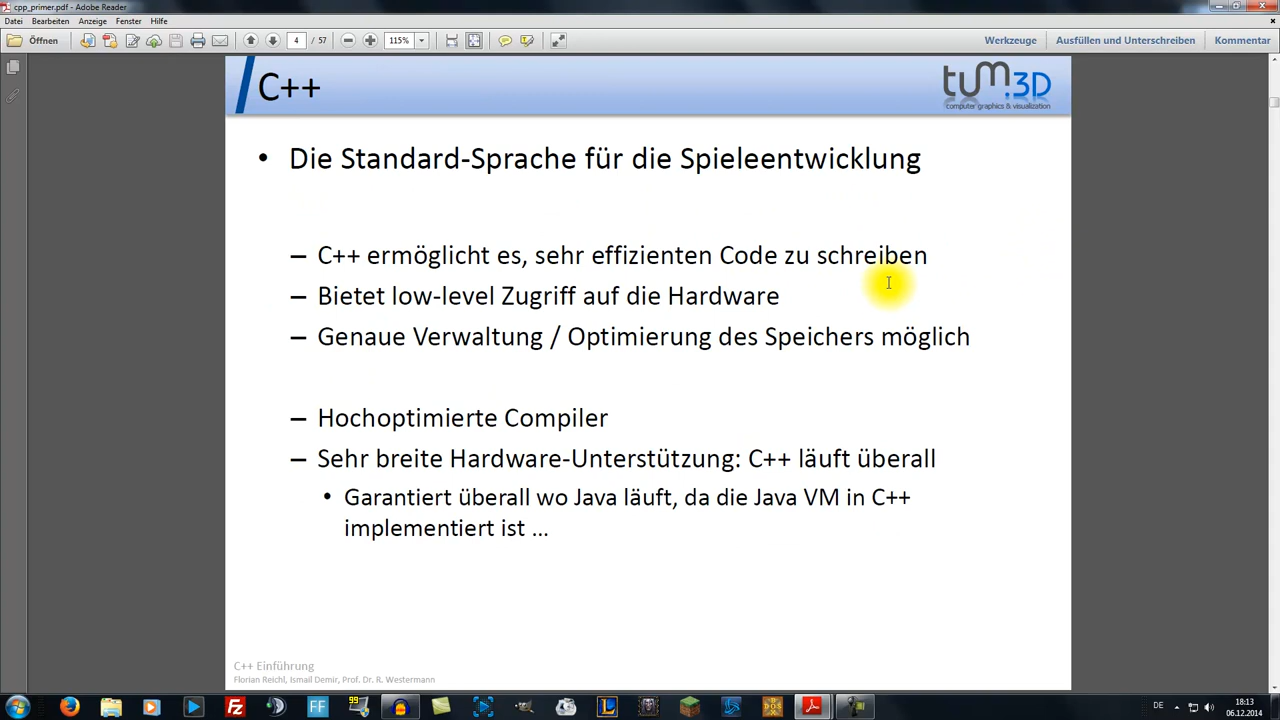 cpp_primer.pdf - Adobe Reader
Datei Bearbeiten Anzeige Fenster Hilfe
Öffnen 4 / 57 115% Werkzeuge Ausfüllen und Unterschreiben Kommentar
C++
tum.3D
computer graphics & visualization
• Die Standard-Sprache für die Spieleentwicklung
– C++ ermöglicht es, sehr effizienten Code zu schreiben
– Bietet low-level Zugriff auf die Hardware
– Genaue Verwaltung / Optimierung des Speichers möglich
– Hochoptimierte Compiler
– Sehr breite Hardware-Unterstützung: C++ läuft überall
• Garantiert überall wo Java läuft, da die Java VM in C++
implementiert ist ...
C++ Einführung
Florian Reichl, Ismail Demir, Prof. Dr. R. Westermann
FZ FF 99 L DOS DE 18:13
06.12.2014